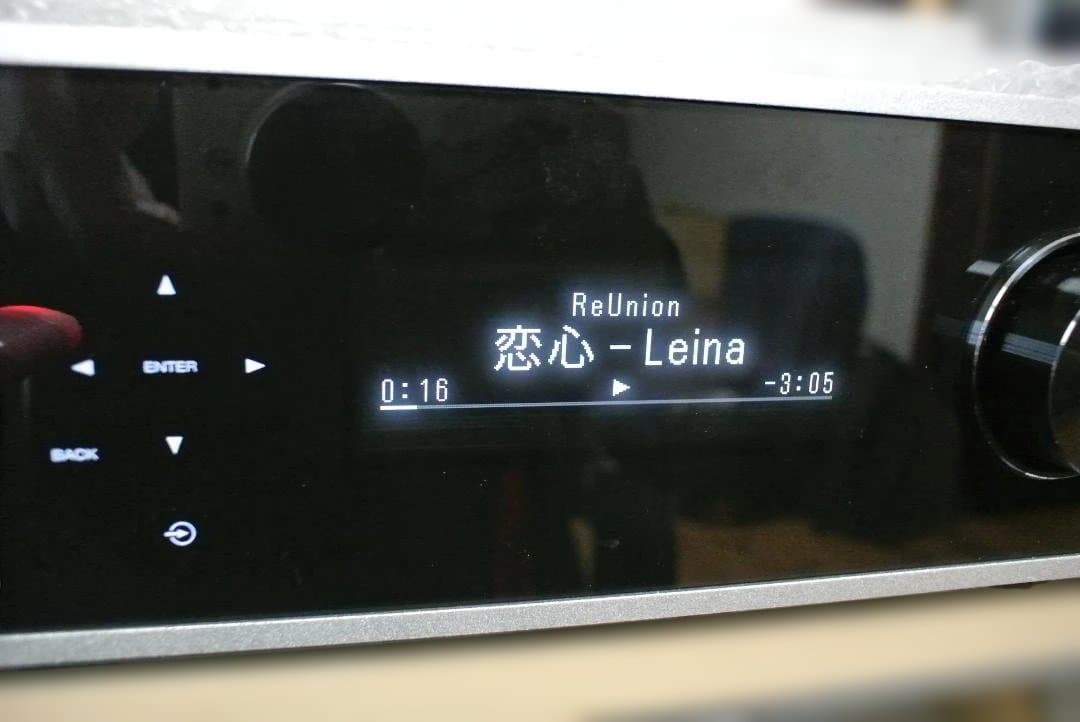 ReUnion
恋心-Leina
0:16 -3:05
ENTER
BACK